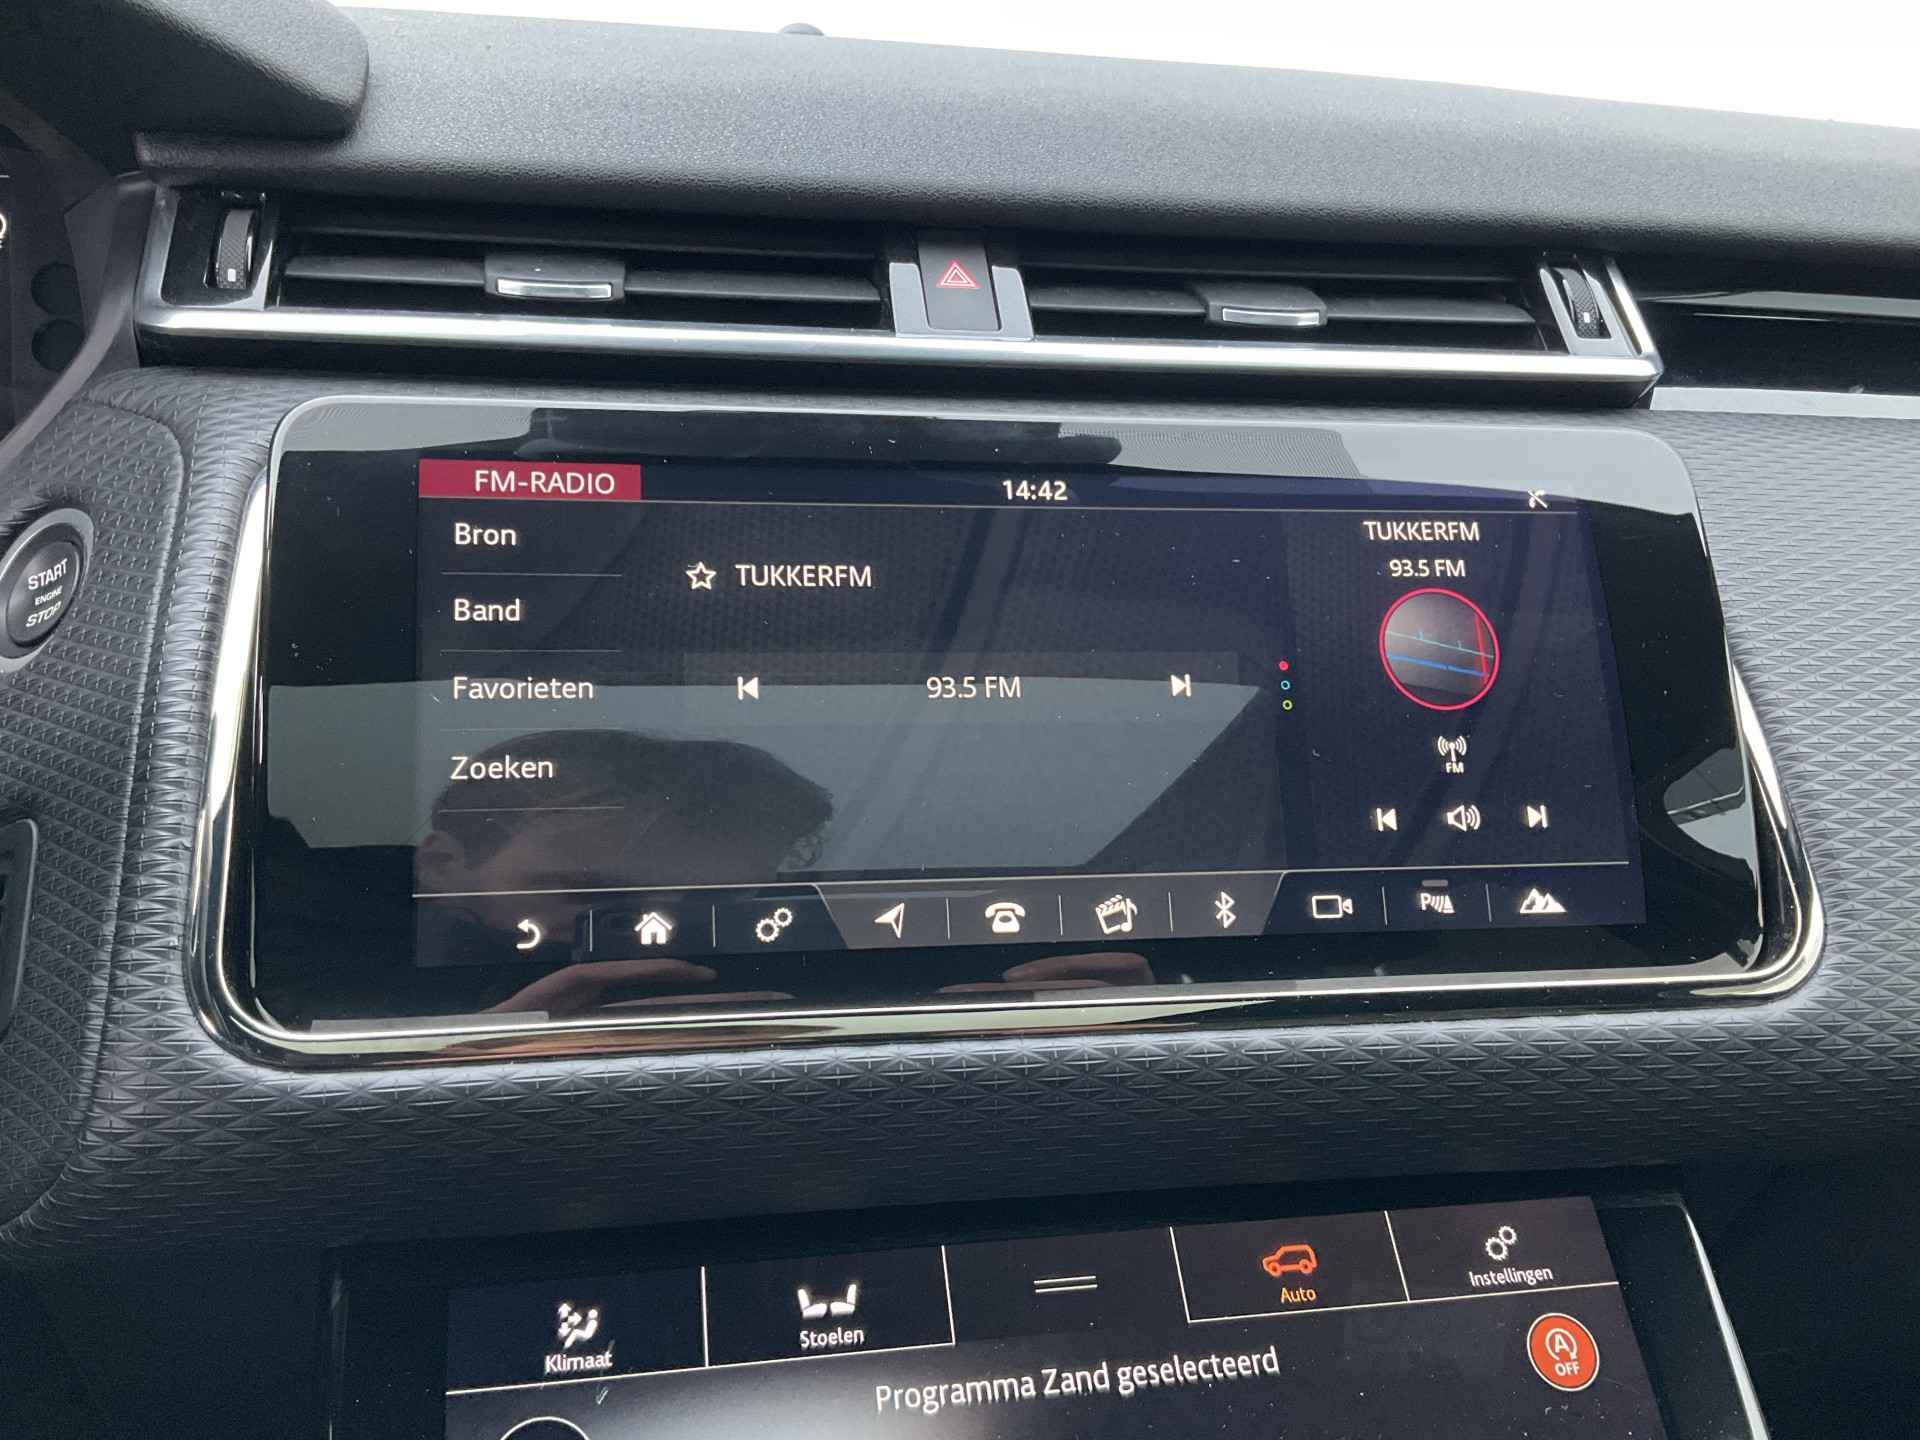 START
ENGINE
STOP
FM-RADIO
14:42
Bron
Band
Favorieten
Zoeken
TUKKERFM
93.5 FM
TUKKERFM
93.5 FM
FM
P
Klimaat
Stoelen
Auto
Instellingen
Programma Zand geselecteerd
A
OFF